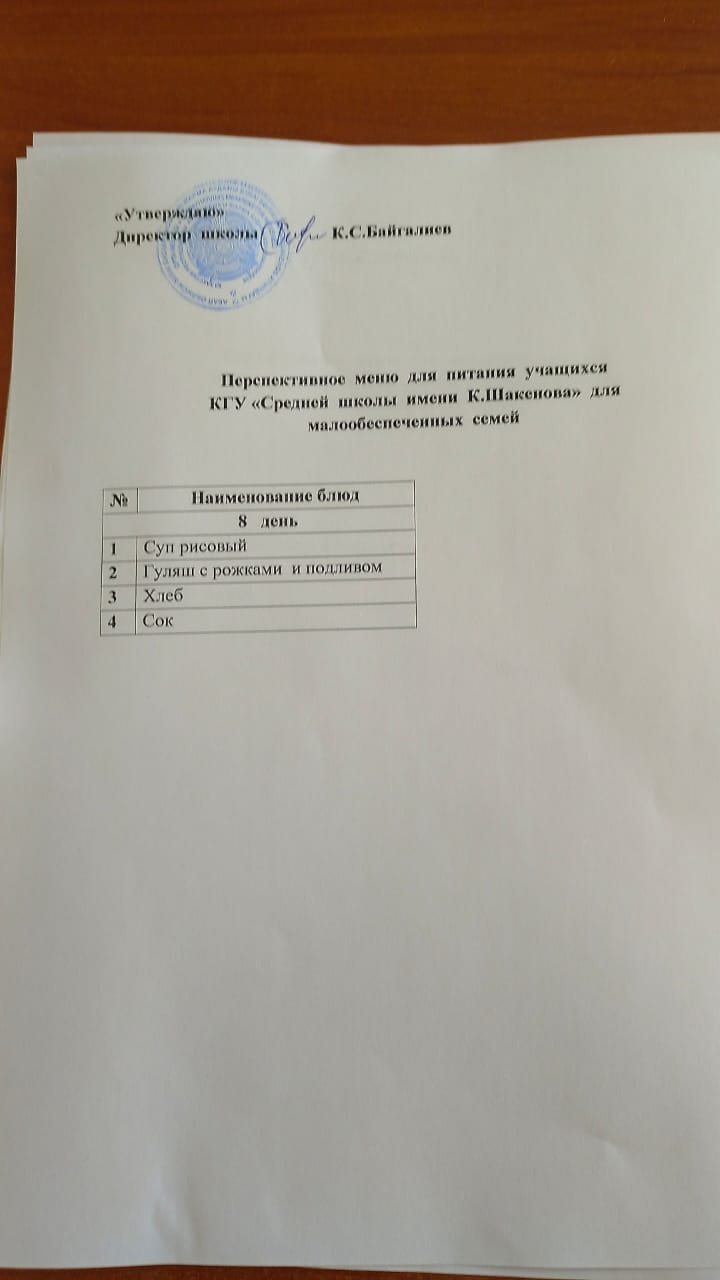 «Утверждаю»
Директор школы К.С.Байгалиев
Перспективное меню для питания учащихся
КГУ «Средней школы имени К.Шакенова» для
малообеспеченных семей
№ Наименование блюд
8 день
1 Суп рисовый
2 Гуляш с рожками и подливом
3 Хлеб
4 Сок